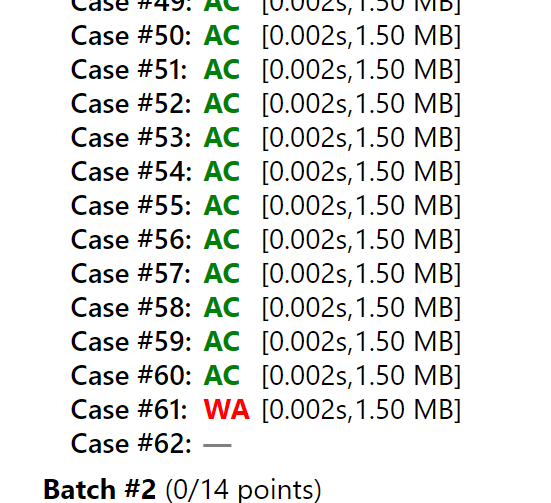 Case #49: AC [0.002s,1.50 MB]
Case #50: AC [0.002s,1.50 MB]
Case #51: AC [0.002s,1.50 MB]
Case #52: AC [0.002s,1.50 MB]
Case #53: AC [0.002s,1.50 MB]
Case #54: AC [0.002s,1.50 MB]
Case #55: AC [0.002s,1.50 MB]
Case #56: AC [0.002s,1.50 MB]
Case #57: AC [0.002s,1.50 MB]
Case #58: AC [0.002s,1.50 MB]
Case #59: AC [0.002s,1.50 MB]
Case #60: AC [0.002s,1.50 MB]
Case #61: WA [0.002s,1.50 MB]
Case #62: —
Batch #2 (0/14 points)